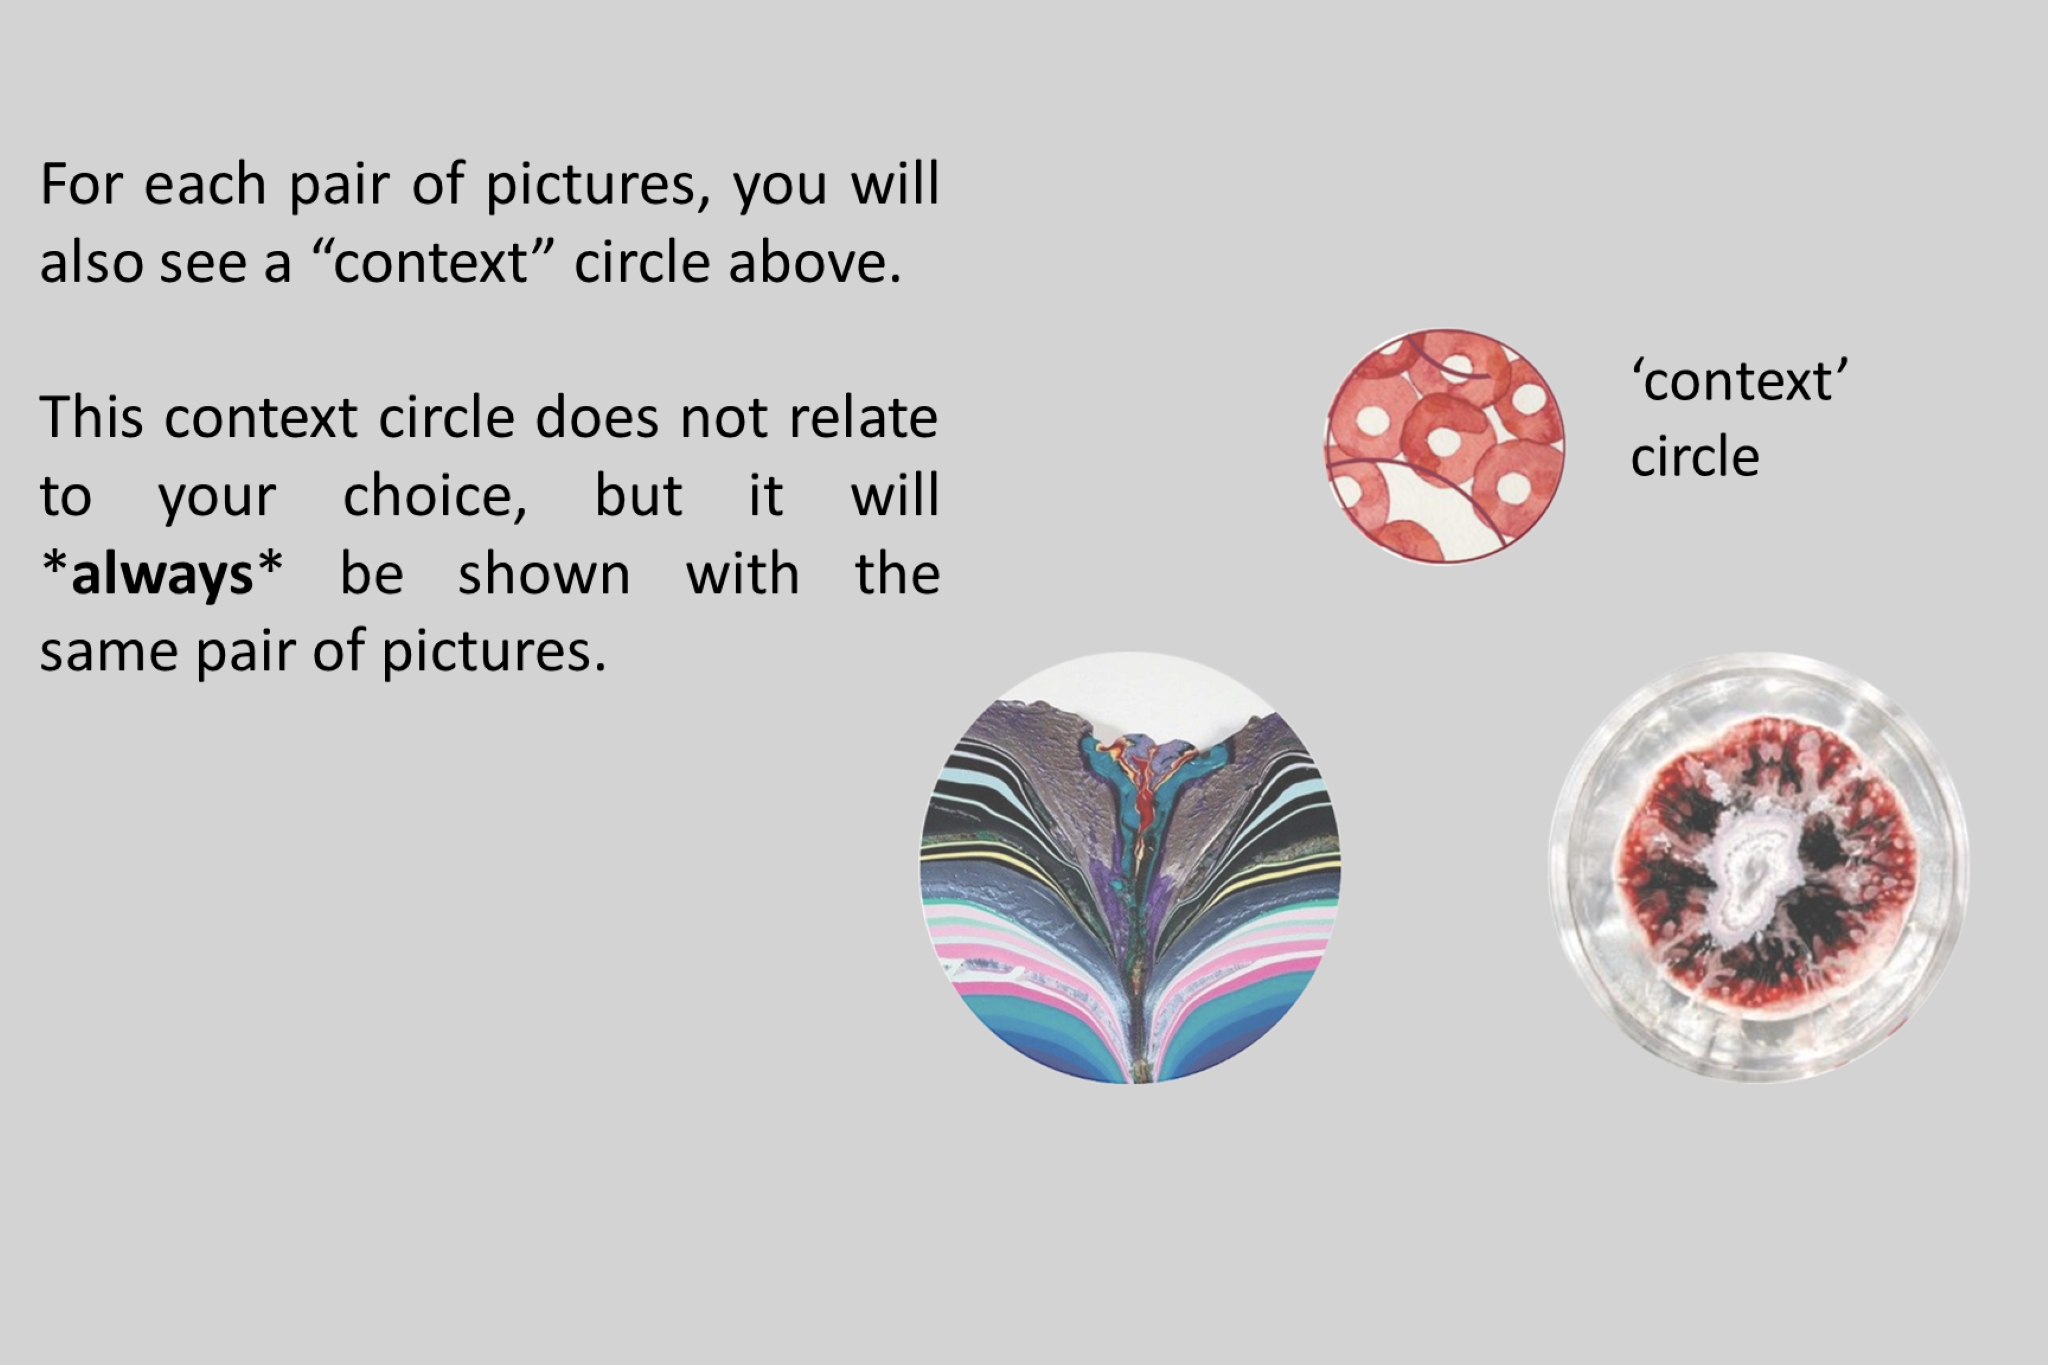 For each pair of pictures, you will
also see a “context” circle above.
This context circle does not relate
to your choice, but it will
*always* be shown with the
same pair of pictures.
‘context’
circle